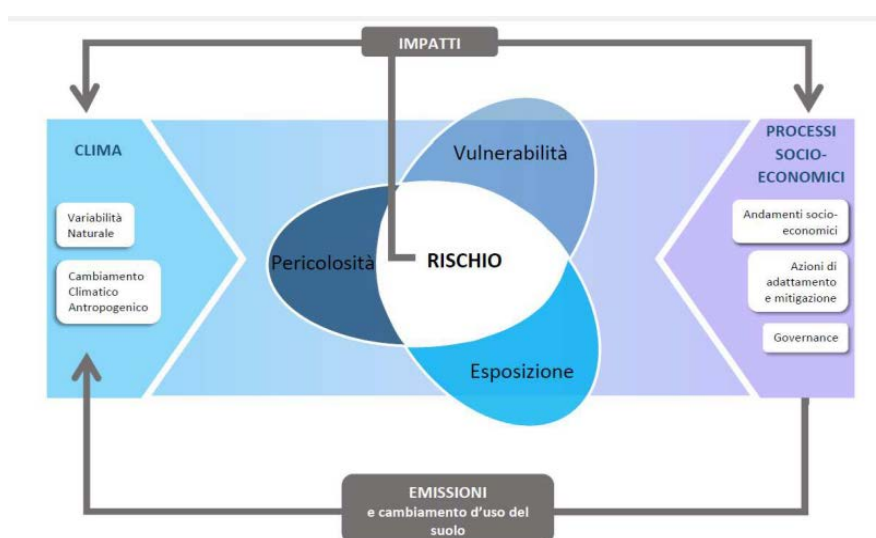 IMPATTI
CLIMA
Variabilità
Naturale
Cambiamento
Climatico
Antropogenico
Vulnerabilità
Pericolosità
RISCHIO
Esposizione
PROCESSI
SOCIO-
ECONOMICI
Andamenti socio-
economici
Azioni di
adattamento
e mitigazione
Governance
EMISSIONI
e cambiamento d’uso del
suolo